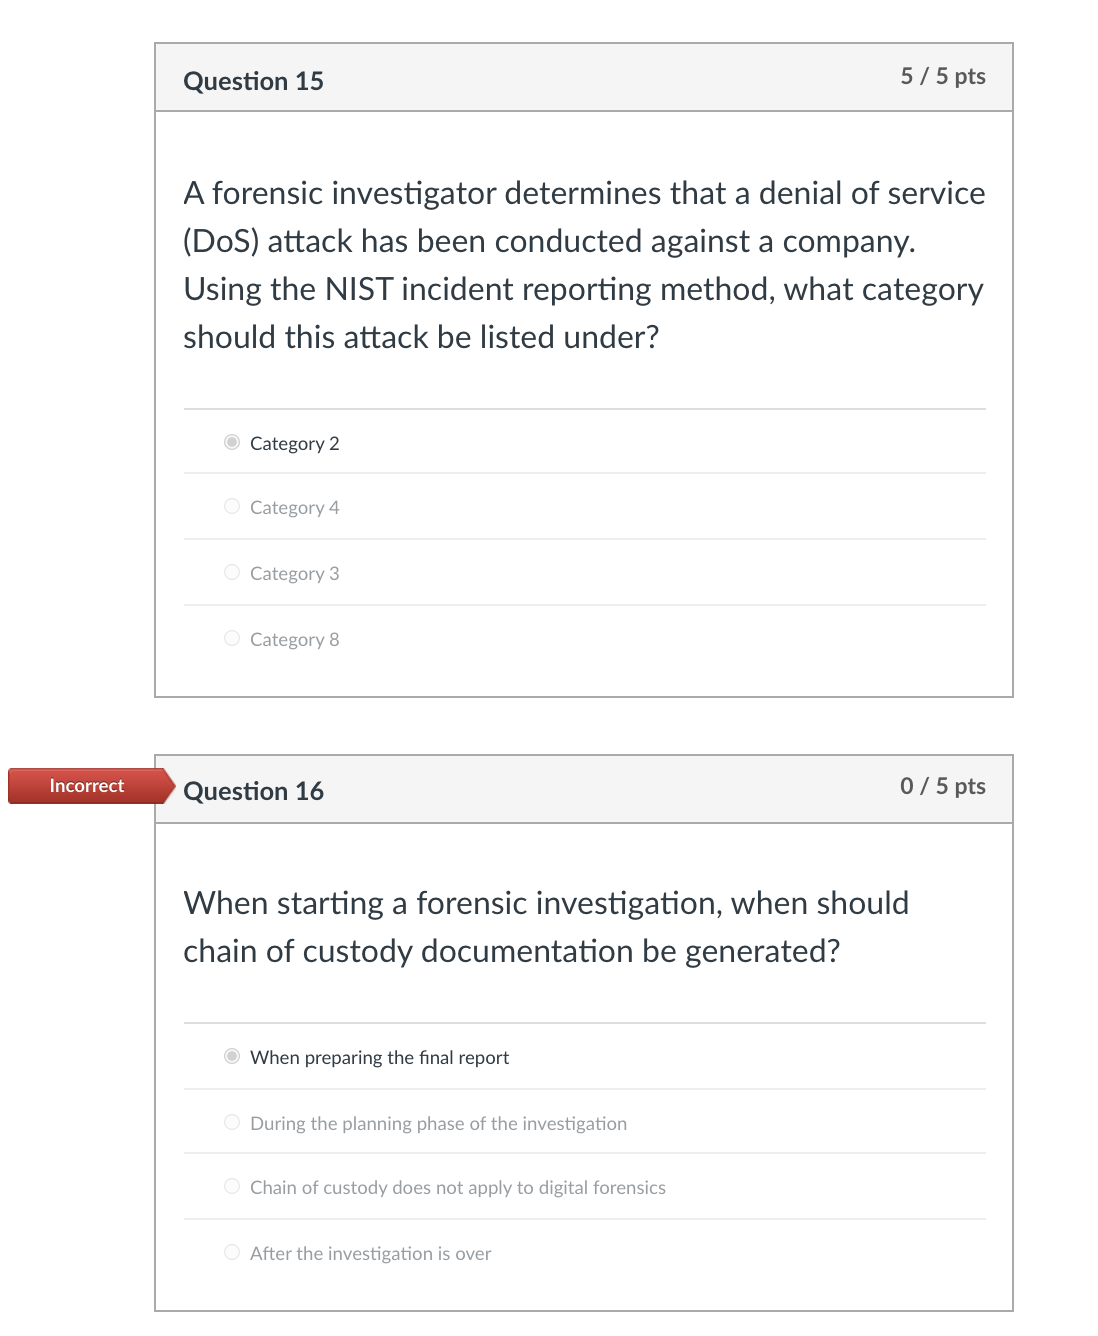 Question 15
5 / 5 pts
A forensic investigator determines that a denial of service
(DoS) attack has been conducted against a company.
Using the NIST incident reporting method, what category
should this attack be listed under?
Category 2
Category 4
Category 3
Category 8
Incorrect
Question 16
0 / 5 pts
When starting a forensic investigation, when should
chain of custody documentation be generated?
When preparing the final report
During the planning phase of the investigation
Chain of custody does not apply to digital forensics
After the investigation is over